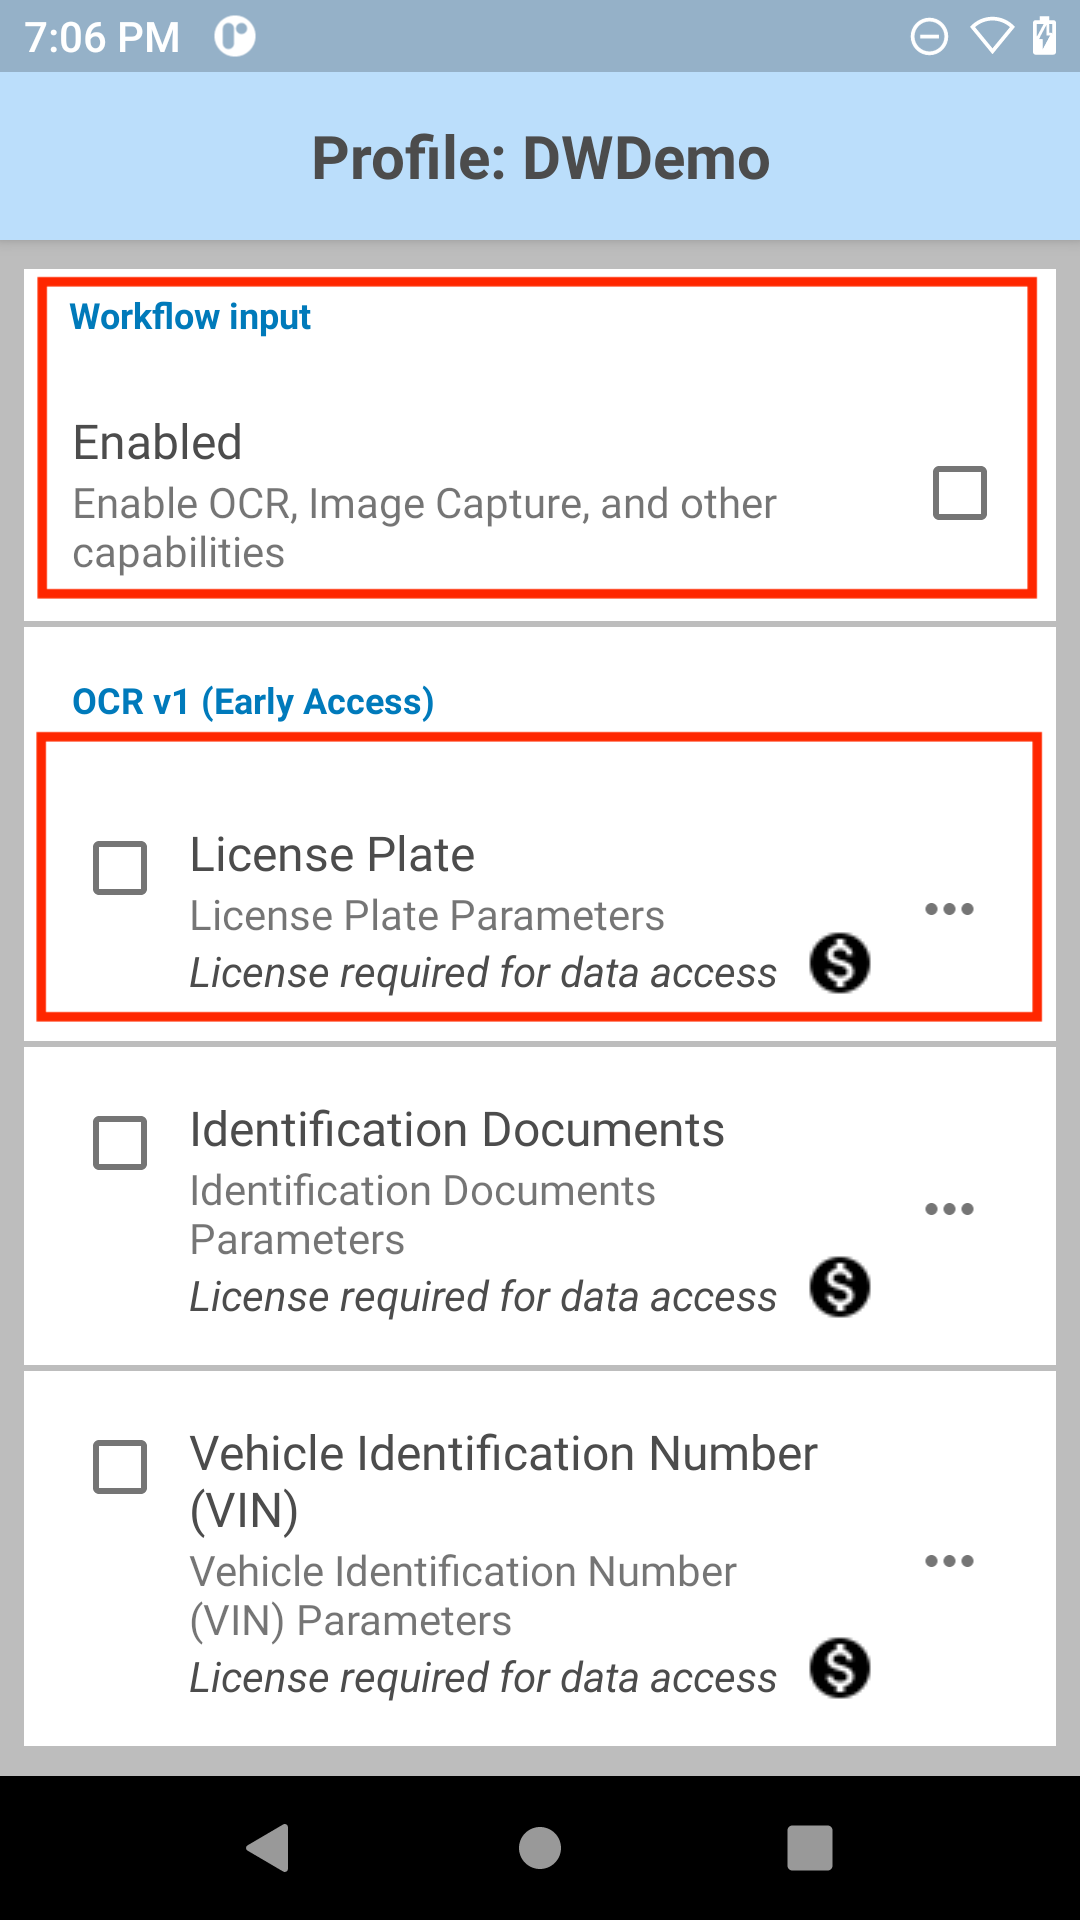 7:06 PM
Profile: DWDemo
Workflow input
Enabled
Enable OCR, Image Capture, and other
capabilities
OCR v1 (Early Access)
License Plate
License Plate Parameters
License required for data access
Identification Documents
Identification Documents
Parameters
License required for data access
Vehicle Identification Number
(VIN)
Vehicle Identification Number
(VIN) Parameters
License required for data access